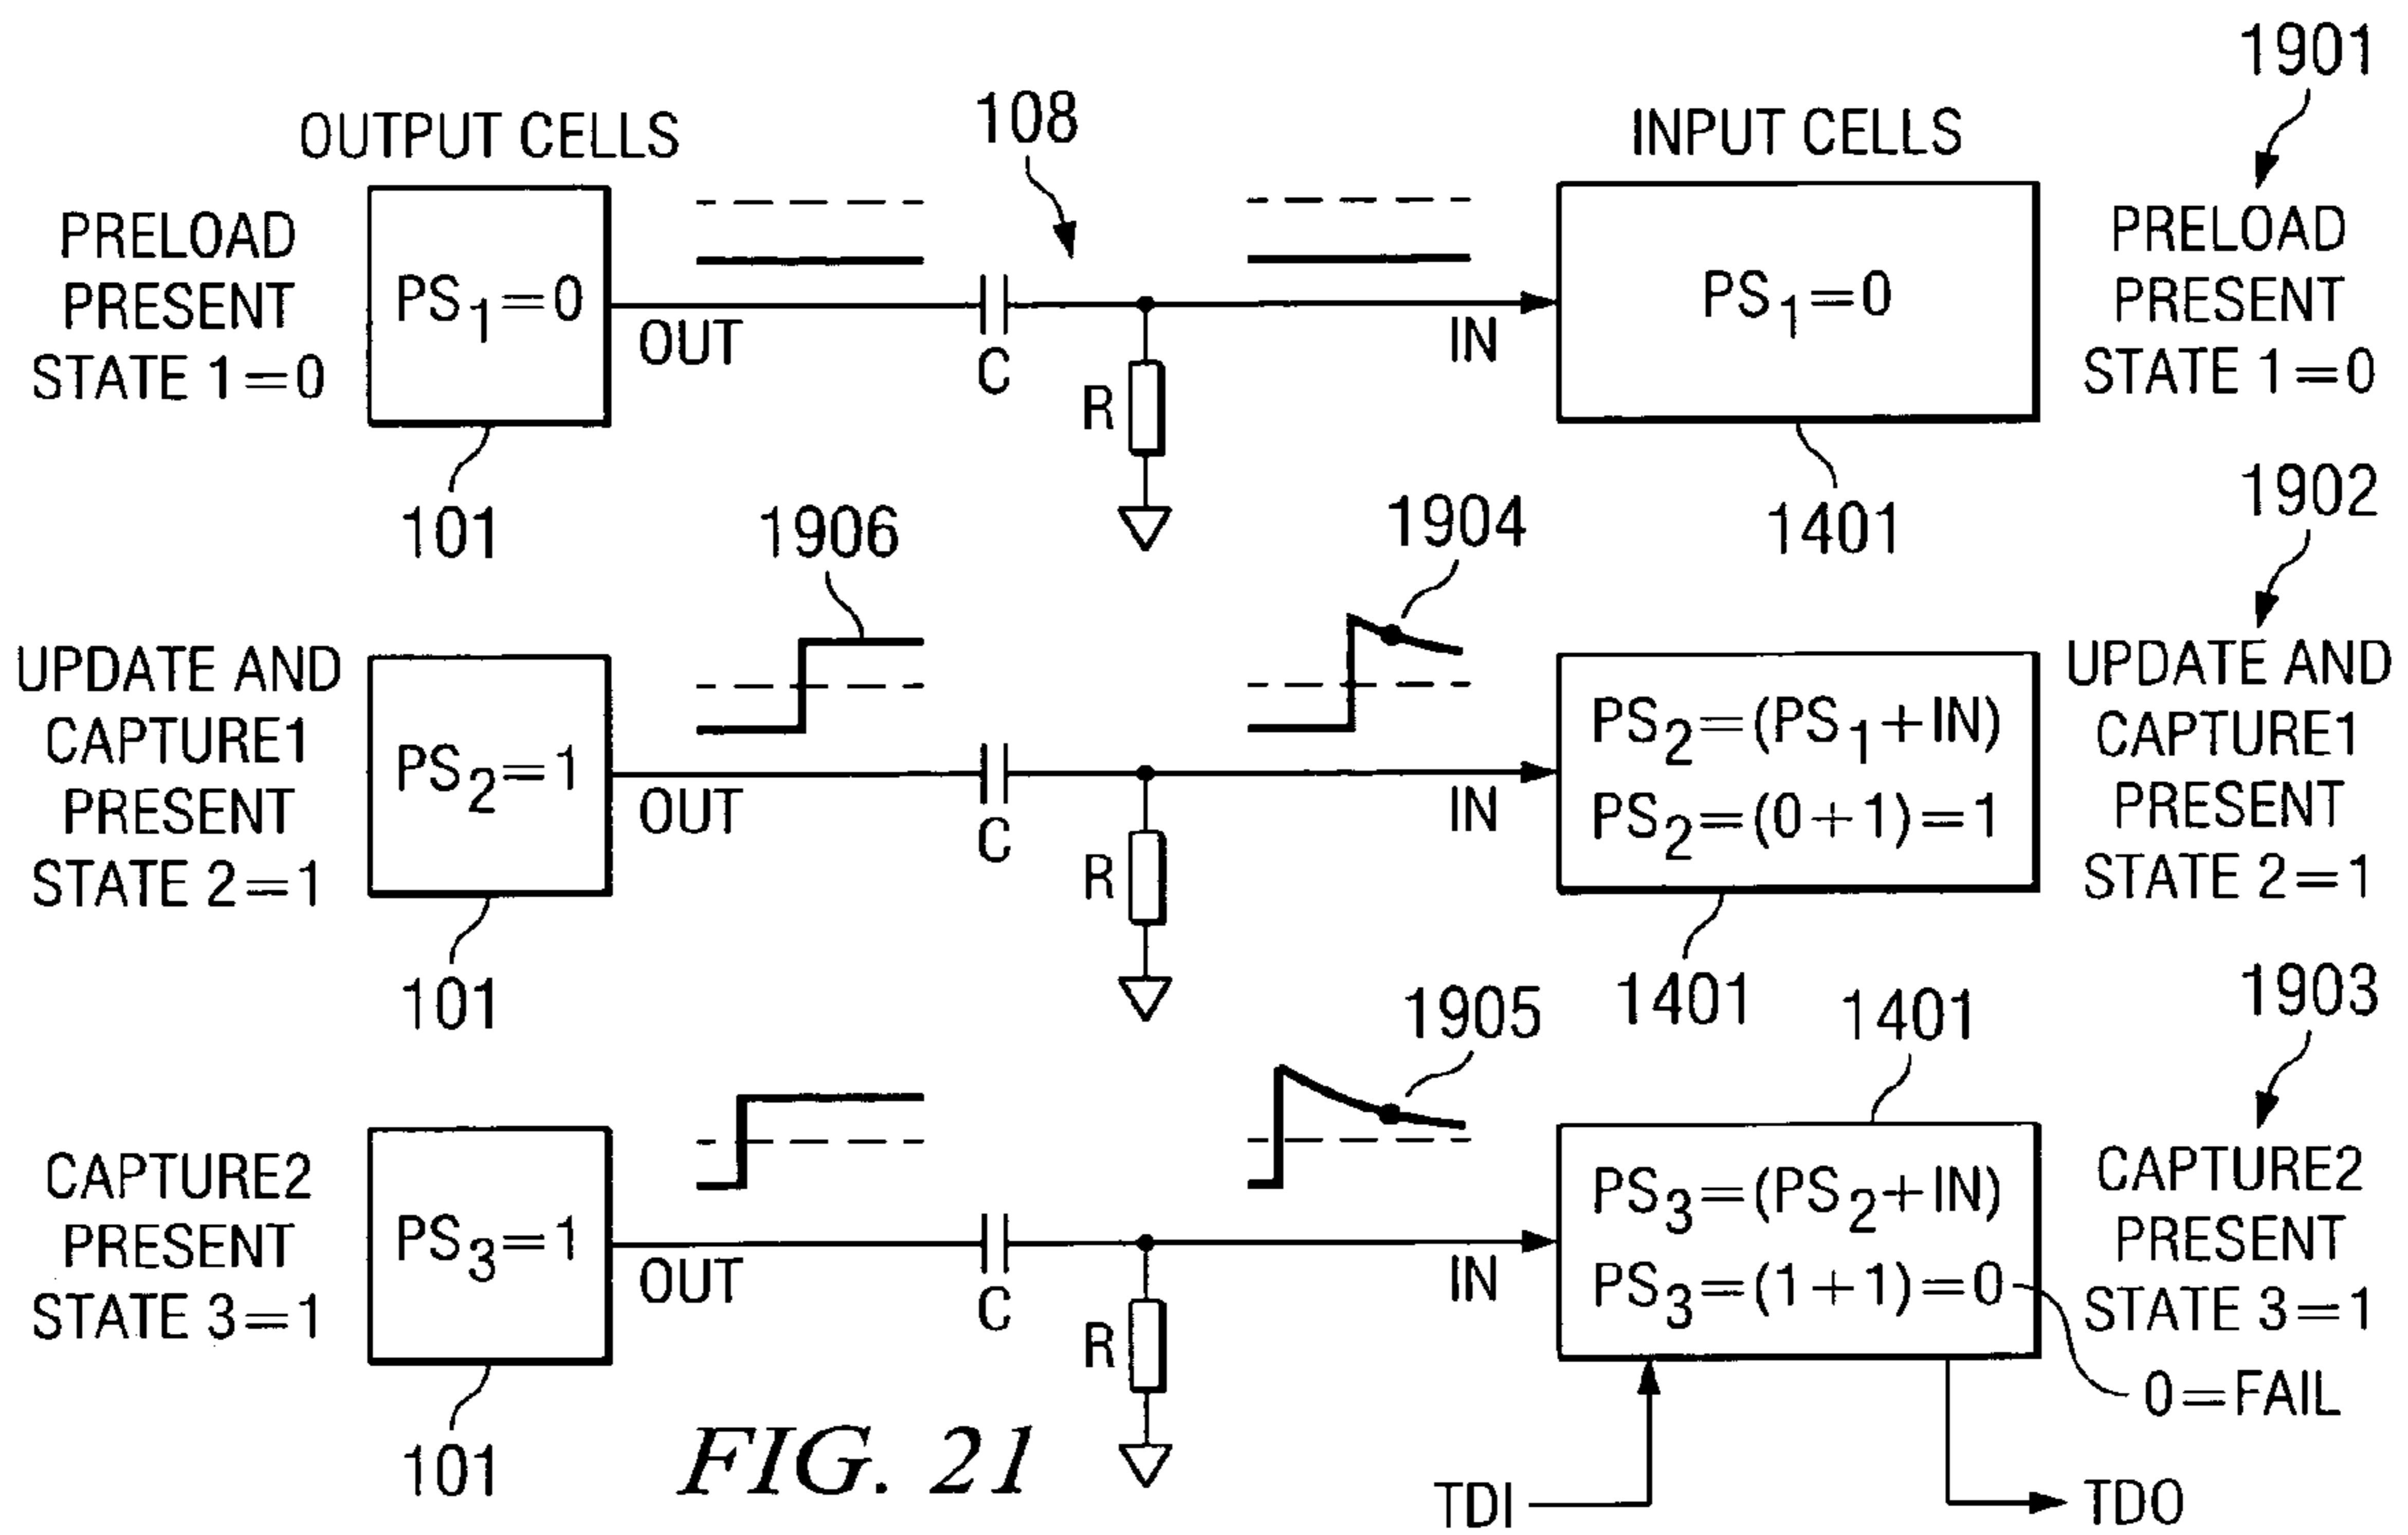 1901
108
OUTPUT CELLS
INPUT CELLS
PRELOAD
PRESENT
STATE 1=0
PS1=0
OUT
C
R
IN
PS1=0
PRELOAD
PRESENT
STATE 1=0
101
1401
1906
1904
1902
UPDATE AND
CAPTURE1
PRESENT
STATE 2=1
PS2=1
OUT
C
R
IN
PS2=(PS1+IN)
PS2=(0+1)=1
UPDATE AND
CAPTURE1
PRESENT
STATE 2=1
101
1401
1401
1905
1903
CAPTURE2
PRESENT
STATE 3=1
PS3=1
OUT
C
R
IN
PS3=(PS2+IN)
PS3=(1+1)=0
CAPTURE2
PRESENT
STATE 3=1
0=FAIL
101
FIG. 21
TDI
TDO